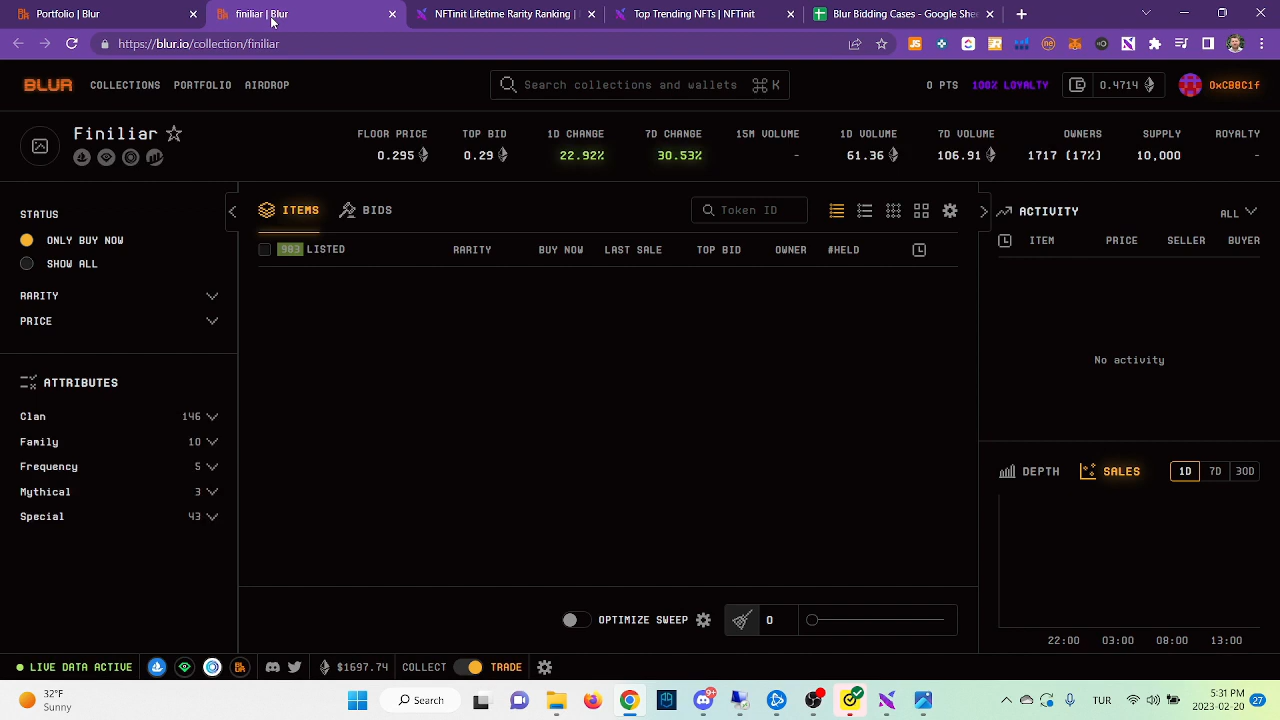 Portfolio | Blur
finiliar | Blur
NFTinit Lifetime Rarity Ranking |
Top Trending NFTs | NFTinit
Blur Bidding Cases - Google She
https://blur.io/collection/finiliar
BLUR
COLLECTIONS
PORTFOLIO
AIRDROP
Search collections and wallets
⌘ K
0 PTS
100% LOYALTY
0.4714
0xCB8C1f
Finiliar
FLOOR PRICE
TOP BID
1D CHANGE
7D CHANGE
15M VOLUME
1D VOLUME
7D VOLUME
OWNERS
SUPPLY
ROYALTY
0.295
0.29
22.92%
30.53%
-
61.36
106.91
1717 (17%)
10,000
-
STATUS
ONLY BUY NOW
SHOW ALL
RARITY
PRICE
ATTRIBUTES
Clan 146
Family 10
Frequency 5
Mythical 3
Special 43
ITEMS
BIDS
Token ID
983 LISTED
RARITY
BUY NOW
LAST SALE
TOP BID
OWNER
#HELD
ACTIVITY
ALL
ITEM
PRICE
SELLER
BUYER
No activity
DEPTH
SALES
1D
7D
30D
22:00
03:00
08:00
13:00
OPTIMIZE SWEEP
0
LIVE DATA ACTIVE
$1697.74
COLLECT
TRADE
32°F
Sunny
Search
9+
TUR
5:31 PM
2023-02-20
27